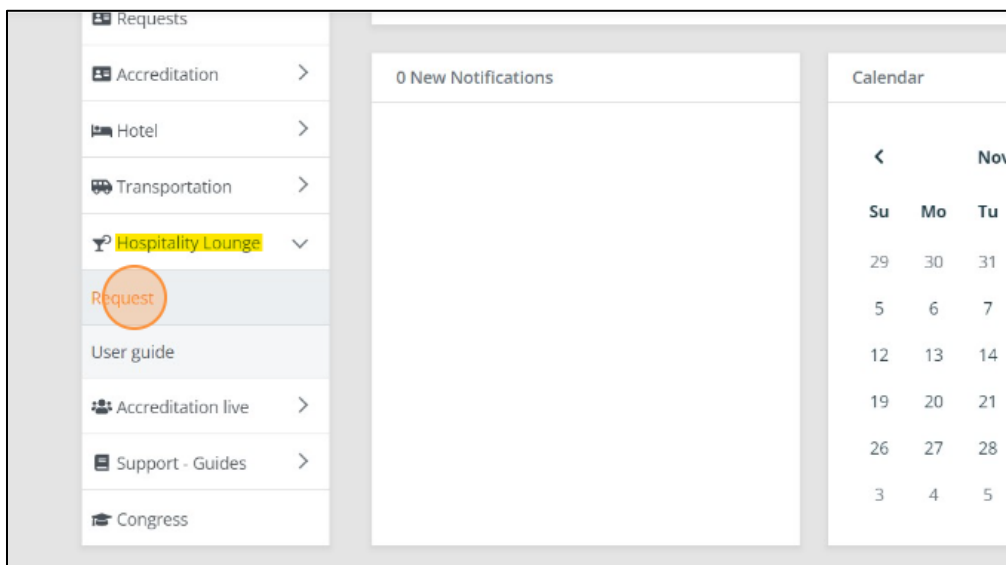 Requests
Accreditation
Hotel
Transportation
Hospitality Lounge
Request
User guide
Accreditation live
Support - Guides
Congress
0 New Notifications
Calendar
Nov
Su Mo Tu
29 30 31
5 6 7
12 13 14
19 20 21
26 27 28
3 4 5